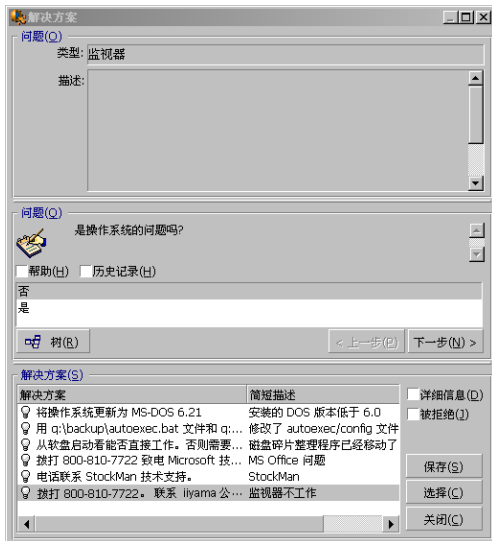 解决方案
问题(O)
类型: 监视器
描述:
问题(O)
是操作系统的问题吗?
帮助(H) 历史记录(H)
否
是
树(R) < 上一步(P) 下一步(N) >
解决方案(S)
解决方案 简短描述 详细信息(D)
将操作系统更新为 MS-DOS 6.21 安装的 DOS 版本低于 6.0 被拒绝(J)
用 q:\backup\autoexec.bat 文件和 q:... 修改了 autoexec/config 文件
从软盘启动看能否直接工作。否则需要... 磁盘碎片整理程序已经移动了
拨打 800-810-7722 致电 Microsoft 技... MS Office 问题 保存(S)
电话联系 StockMan 技术支持。 StockMan
拨打 800-810-7722。 联系 iiyama 公... 监视器不工作 选择(C)
关闭(C)